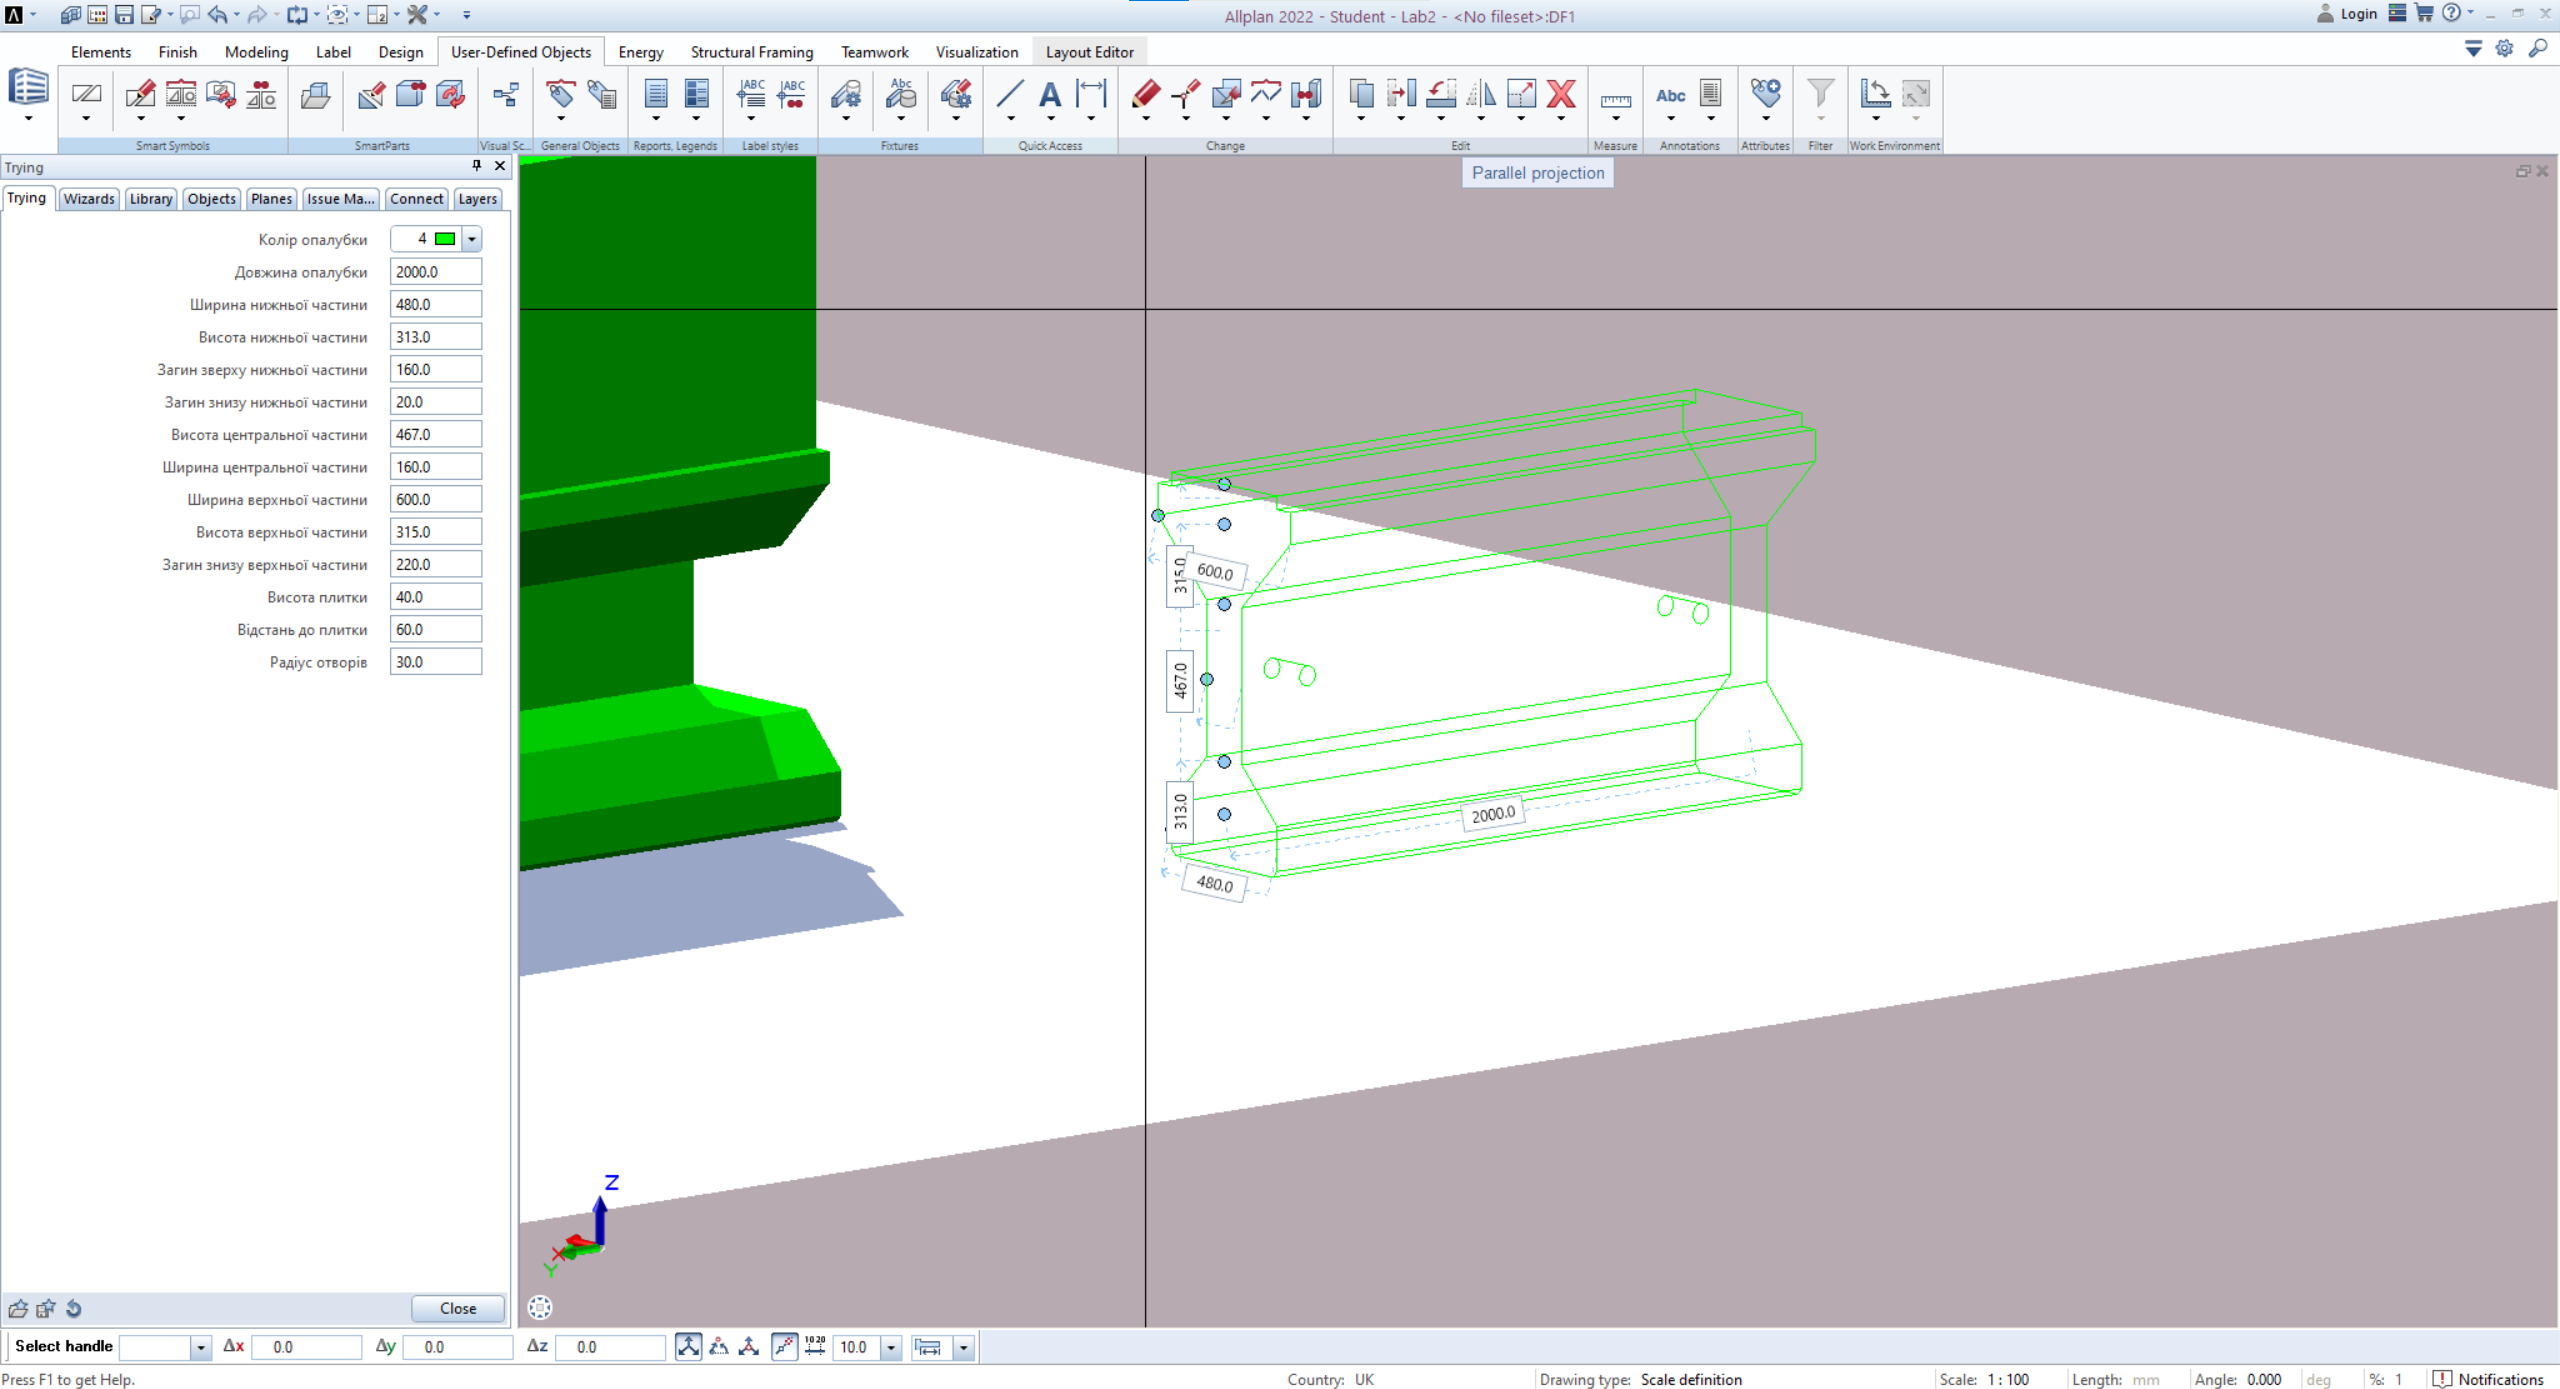 Allplan 2022 - Student - Lab2 - <No fileset>:DF1
Login
Elements Finish Modeling Label Design User-Defined Objects Energy Structural Framing Teamwork Visualization Layout Editor
Smart Symbols SmartParts Visual Sc... General Objects Reports, Legends Label styles Fixtures Quick Access Change Edit Measure Annotations Attributes Filter Work Environment
Trying
Trying Wizards Library Objects Planes Issue Ma... Connect Layers
Колір опалубки 4
Довжина опалубки 2000.0
Ширина нижньої частини 480.0
Висота нижньої частини 313.0
Загин зверху нижньої частини 160.0
Загин знизу нижньої частини 20.0
Висота центральної частини 467.0
Ширина центральної частини 160.0
Ширина верхньої частини 600.0
Висота верхньої частини 315.0
Загин знизу верхньої частини 220.0
Висота плитки 40.0
Відстань до плитки 60.0
Радіус отворів 30.0
Parallel projection
315.0
600.0
467.0
313.0
2000.0
480.0
Z
X
Y
Close
Select handle Δx 0.0 Δy 0.0 Δz 0.0 10.0
Press F1 to get Help.
Country: UK Drawing type: Scale definition Scale: 1 : 100 Length: mm Angle: 0.000 deg %: 1 Notifications